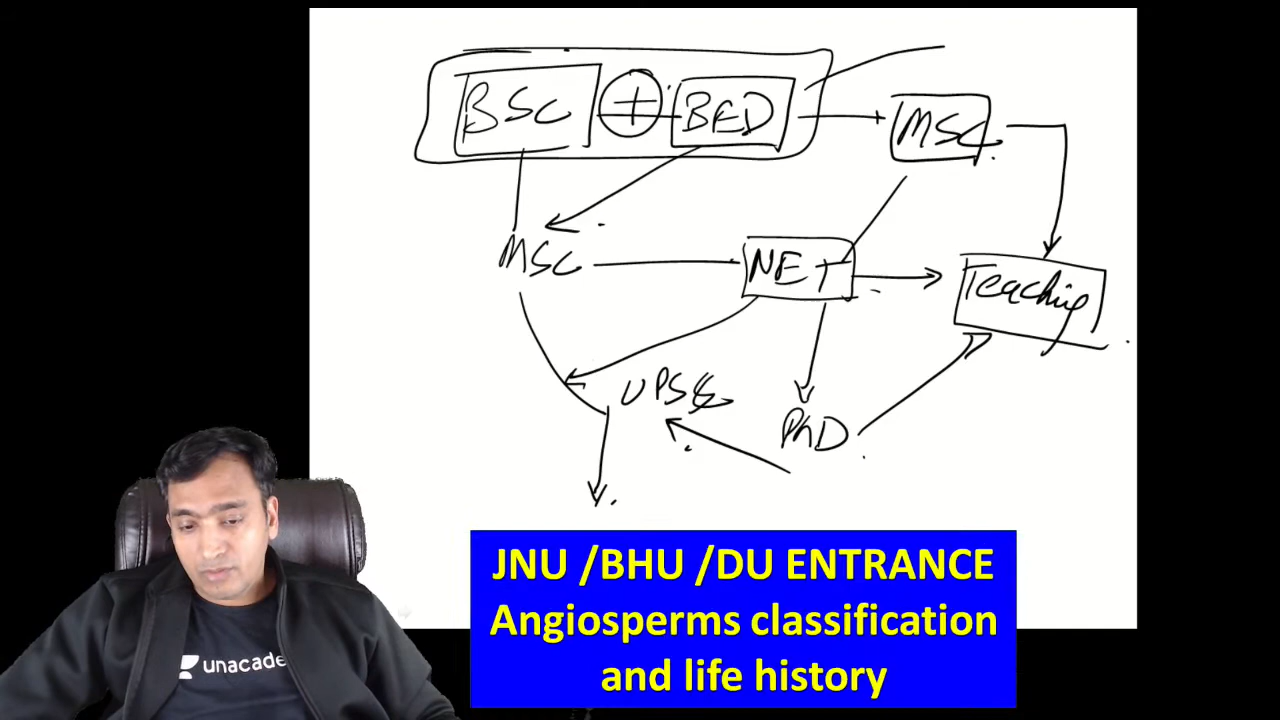 BSC + BED
MSC
MSC
NET
Teaching
UPSC
PhD
unacade
JNU /BHU /DU ENTRANCE
Angiosperms classification
and life history